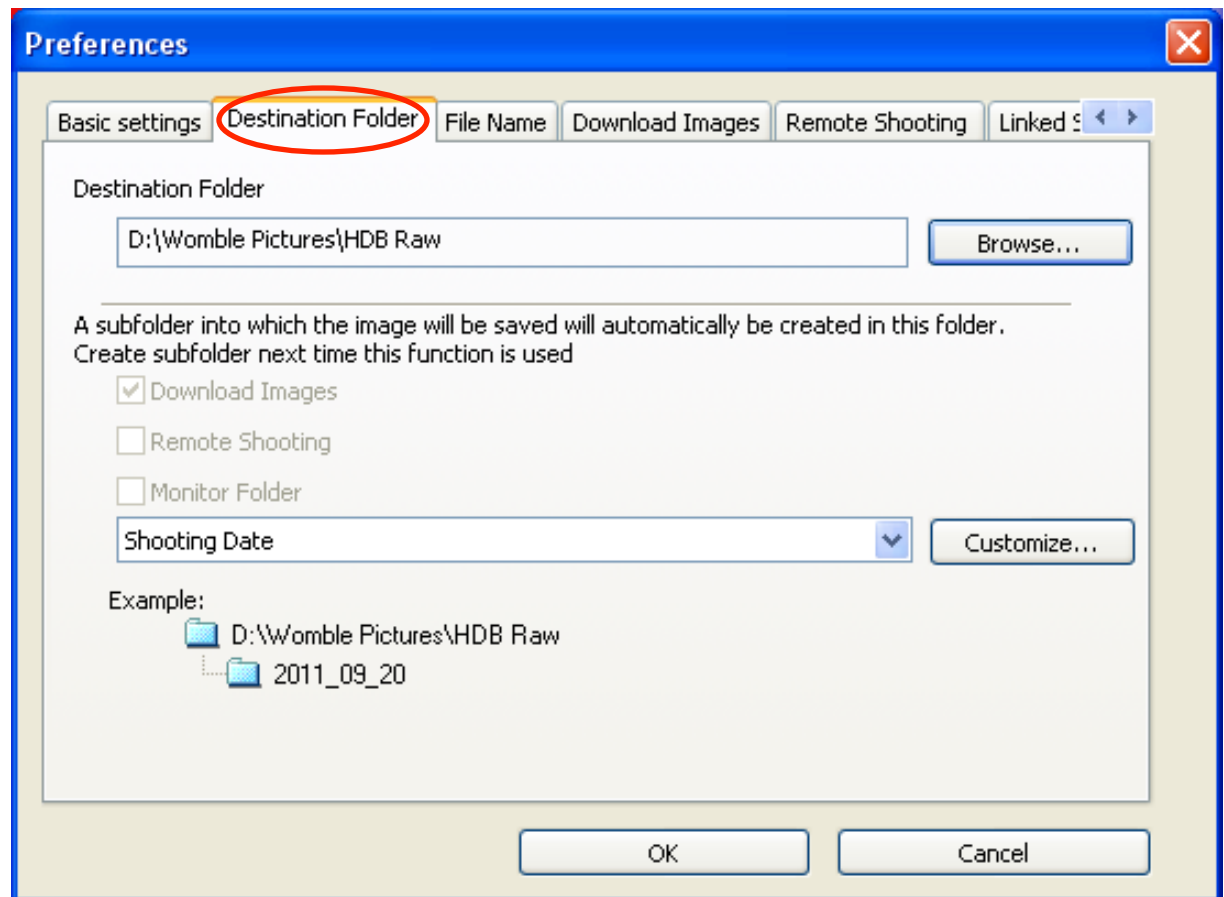 Preferences
Basic settings Destination Folder File Name Download Images Remote Shooting Linked
Destination Folder
D:\Womble Pictures\HDB Raw Browse...
A subfolder into which the image will be saved will automatically be created in this folder.
Create subfolder next time this function is used
Download Images
Remote Shooting
Monitor Folder
Shooting Date Customize...
Example:
D:\Womble Pictures\HDB Raw
2011_09_20
OK Cancel